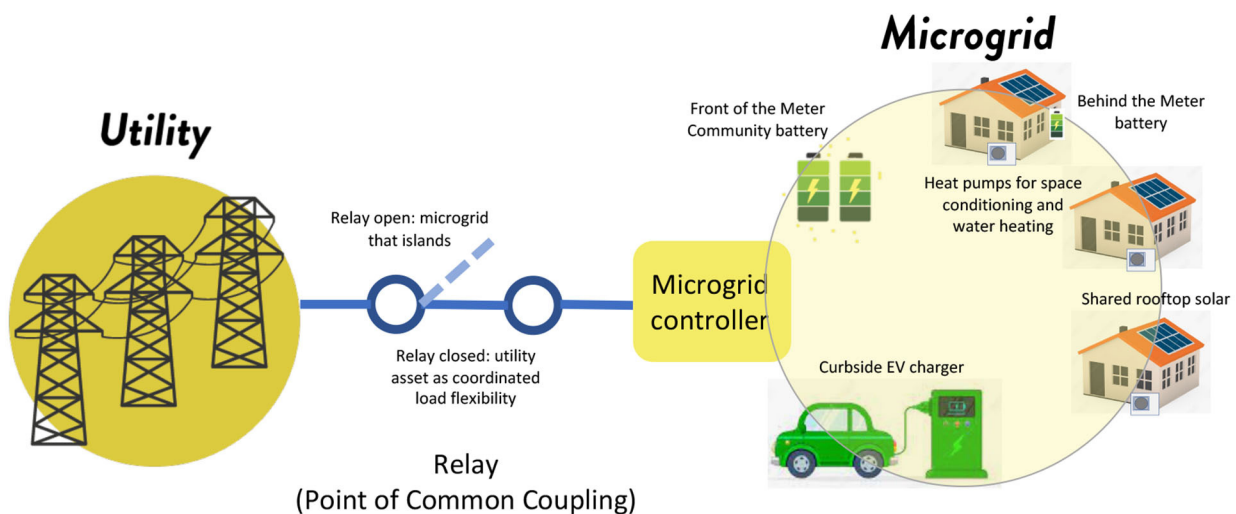 Utility
Relay open: microgrid
that islands
Relay closed: utility
asset as coordinated
load flexibility
Relay
(Point of Common Coupling)
Microgrid
controller
Microgrid
Front of the Meter
Community battery
Behind the Meter
battery
Heat pumps for space
conditioning and
water heating
Shared rooftop solar
Curbside EV charger